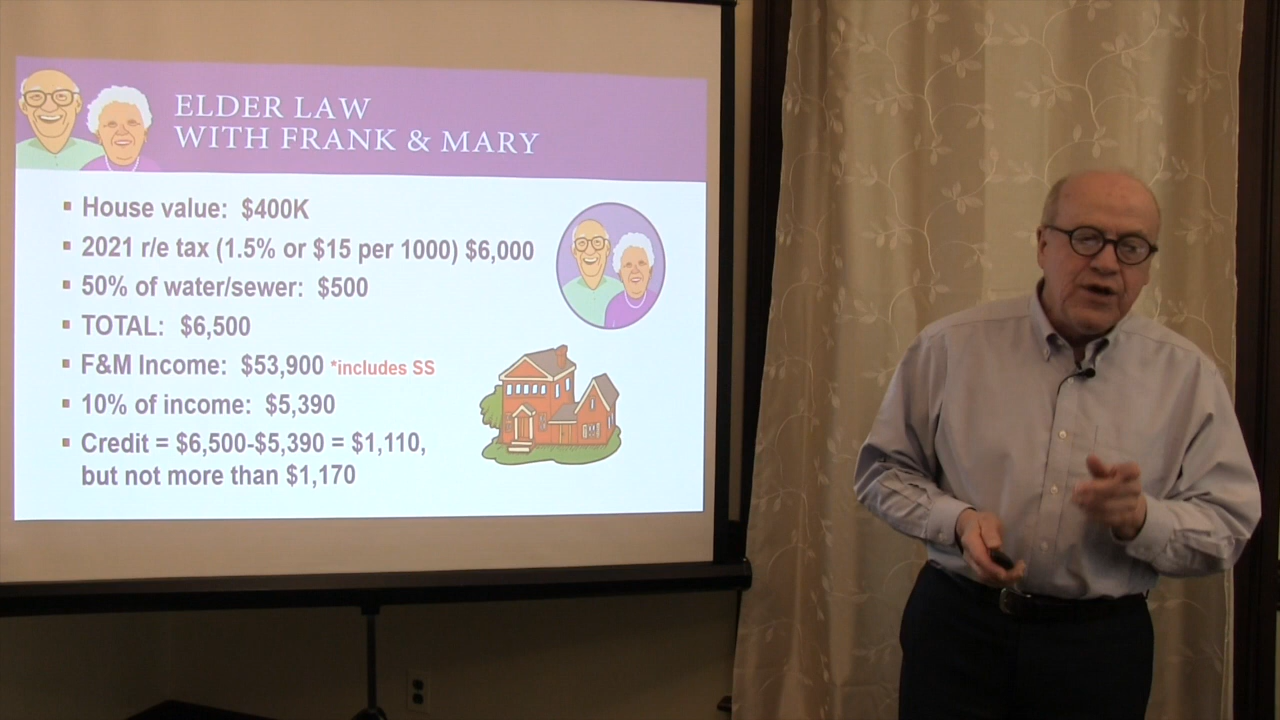 ELDER LAW
WITH FRANK & MARY
▪ House value: $400K
▪ 2021 r/e tax (1.5% or $15 per 1000) $6,000
▪ 50% of water/sewer: $500
▪ TOTAL: $6,500
▪ F&M Income: $53,900 *includes SS
▪ 10% of income: $5,390
▪ Credit = $6,500-$5,390 = $1,110,
but not more than $1,170